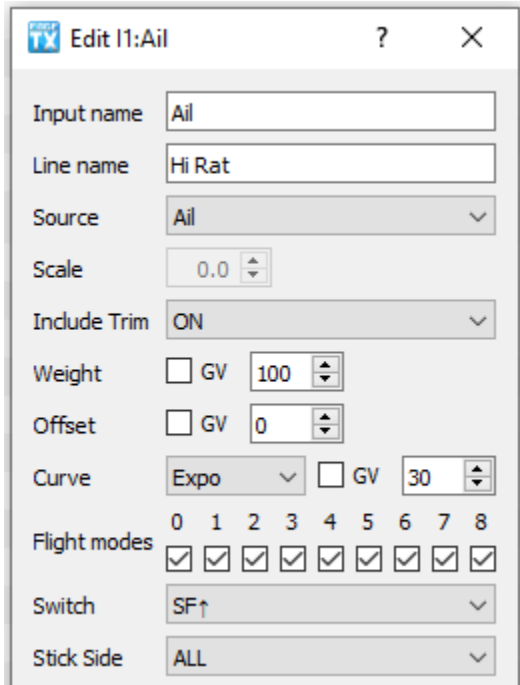 EDGE TX Edit I1:Ail ? ×
Input name Ail
Line name Hi Rat
Source Ail
Scale 0.0
Include Trim ON
Weight GV 100
Offset GV 0
Curve Expo GV 30
0 1 2 3 4 5 6 7 8
Flight modes
Switch SF↑
Stick Side ALL